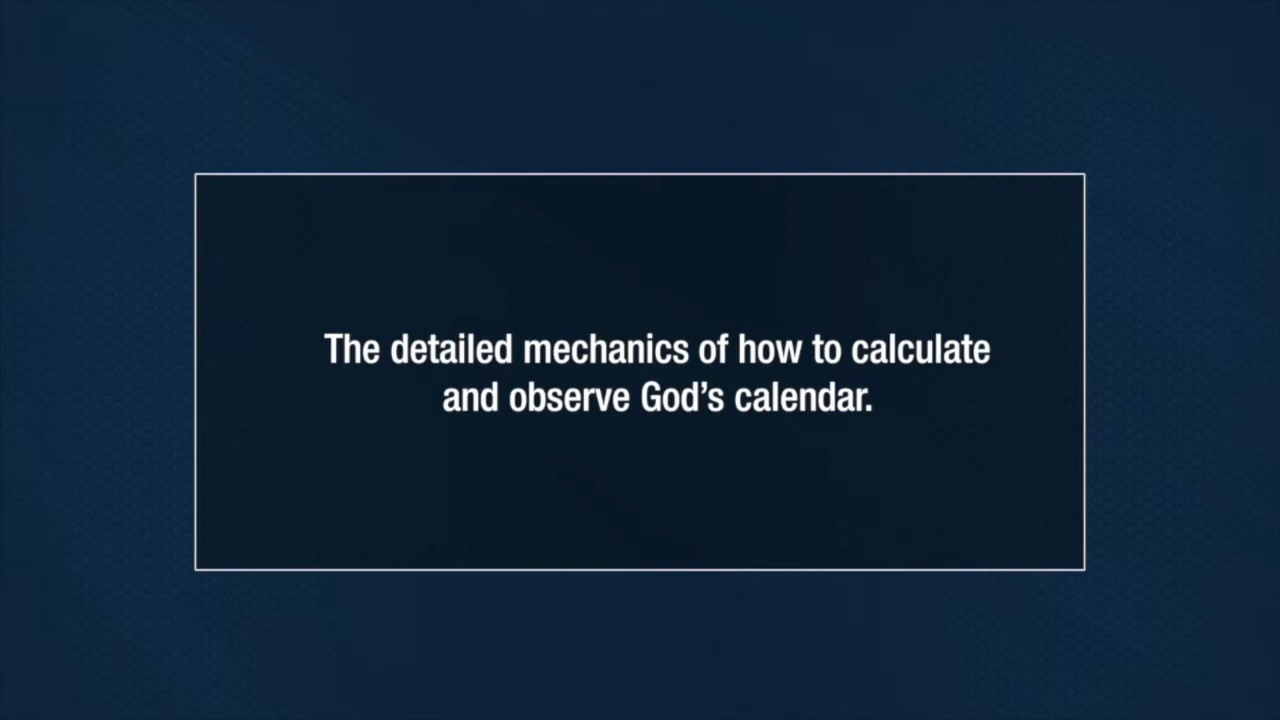 The detailed mechanics of how to calculate
and observe God’s calendar.